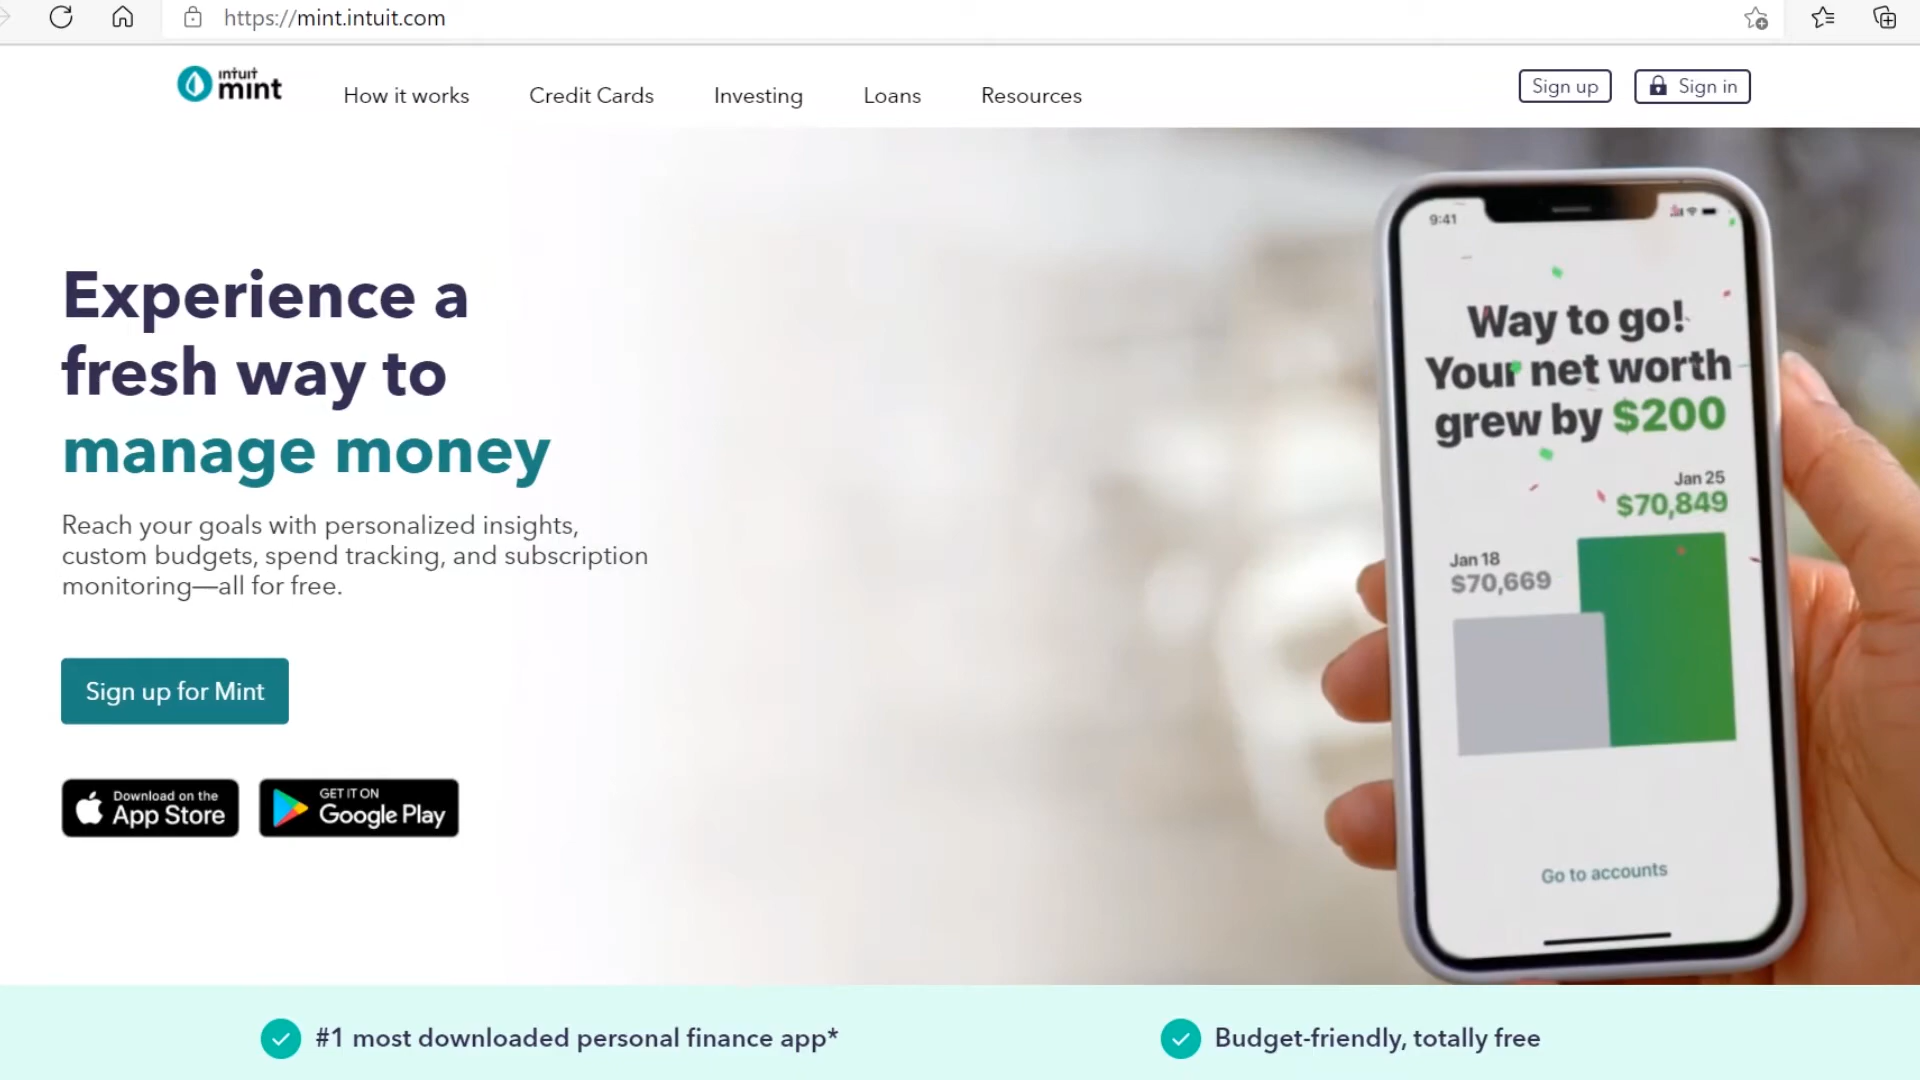 https://mint.intuit.com
intuit
mint
How it works
Credit Cards
Investing
Loans
Resources
Sign up
Sign in
Experience a
fresh way to
manage money
Reach your goals with personalized insights,
custom budgets, spend tracking, and subscription
monitoring—all for free.
Sign up for Mint
Download on the
App Store
GET IT ON
Google Play
9:41
Way to go!
Your net worth
grew by $200
Jan 25
$70,849
Jan 18
$70,669
Go to accounts
#1 most downloaded personal finance app*
Budget-friendly, totally free